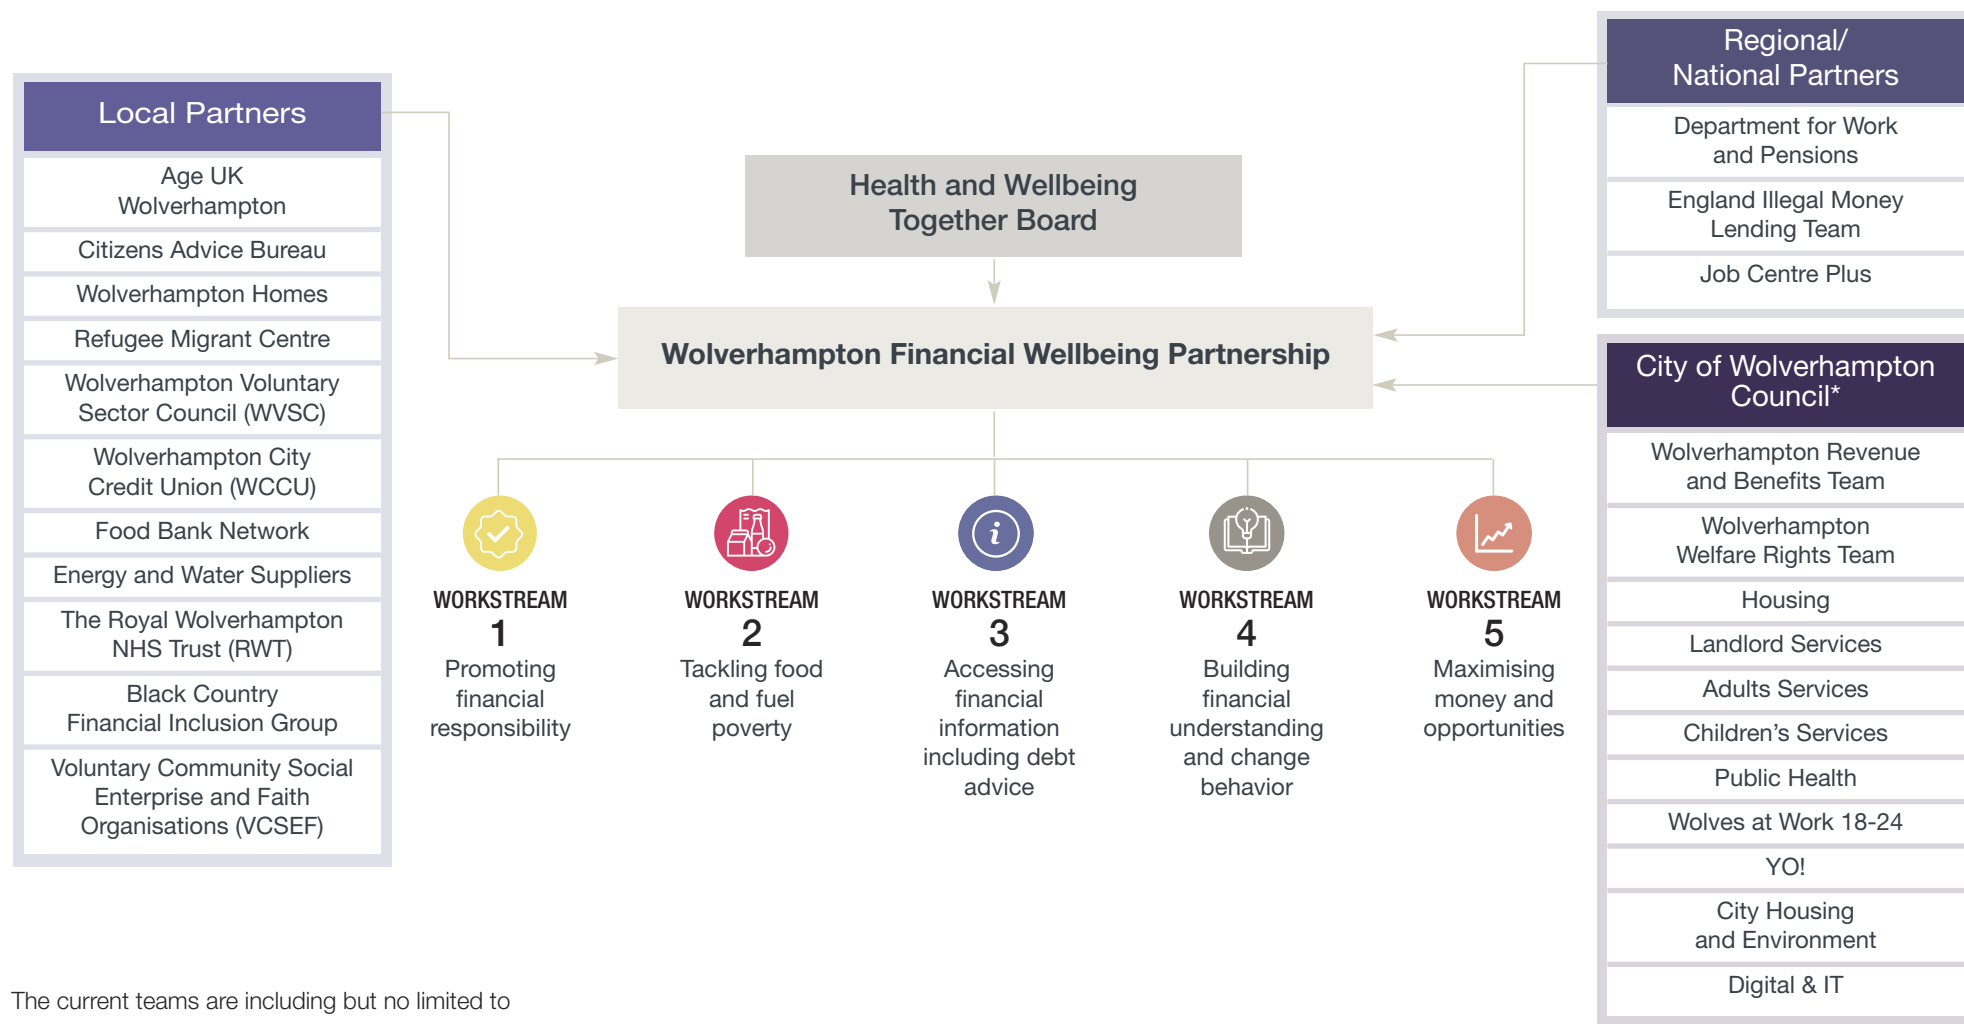 Local Partners
Age UK
Wolverhampton
Citizens Advice Bureau
Wolverhampton Homes
Refugee Migrant Centre
Wolverhampton Voluntary
Sector Council (WVSC)
Wolverhampton City
Credit Union (WCCU)
Food Bank Network
Energy and Water Suppliers
The Royal Wolverhampton
NHS Trust (RWT)
Black Country
Financial Inclusion Group
Voluntary Community Social
Enterprise and Faith
Organisations (VCSEF)
Health and Wellbeing
Together Board
Wolverhampton Financial Wellbeing Partnership
i
WORKSTREAM
1
Promoting
financial
responsibility
WORKSTREAM
2
Tackling food
and fuel
poverty
WORKSTREAM
3
Accessing
financial
information
including debt
advice
WORKSTREAM
4
Building
financial
understanding
and change
behavior
WORKSTREAM
5
Maximising
money and
opportunities
Regional/
National Partners
Department for Work
and Pensions
England Illegal Money
Lending Team
Job Centre Plus
City of Wolverhampton
Council*
Wolverhampton Revenue
and Benefits Team
Wolverhampton
Welfare Rights Team
Housing
Landlord Services
Adults Services
Children's Services
Public Health
Wolves at Work 18-24
YO!
City Housing
and Environment
Digital & IT
The current teams are including but no limited to